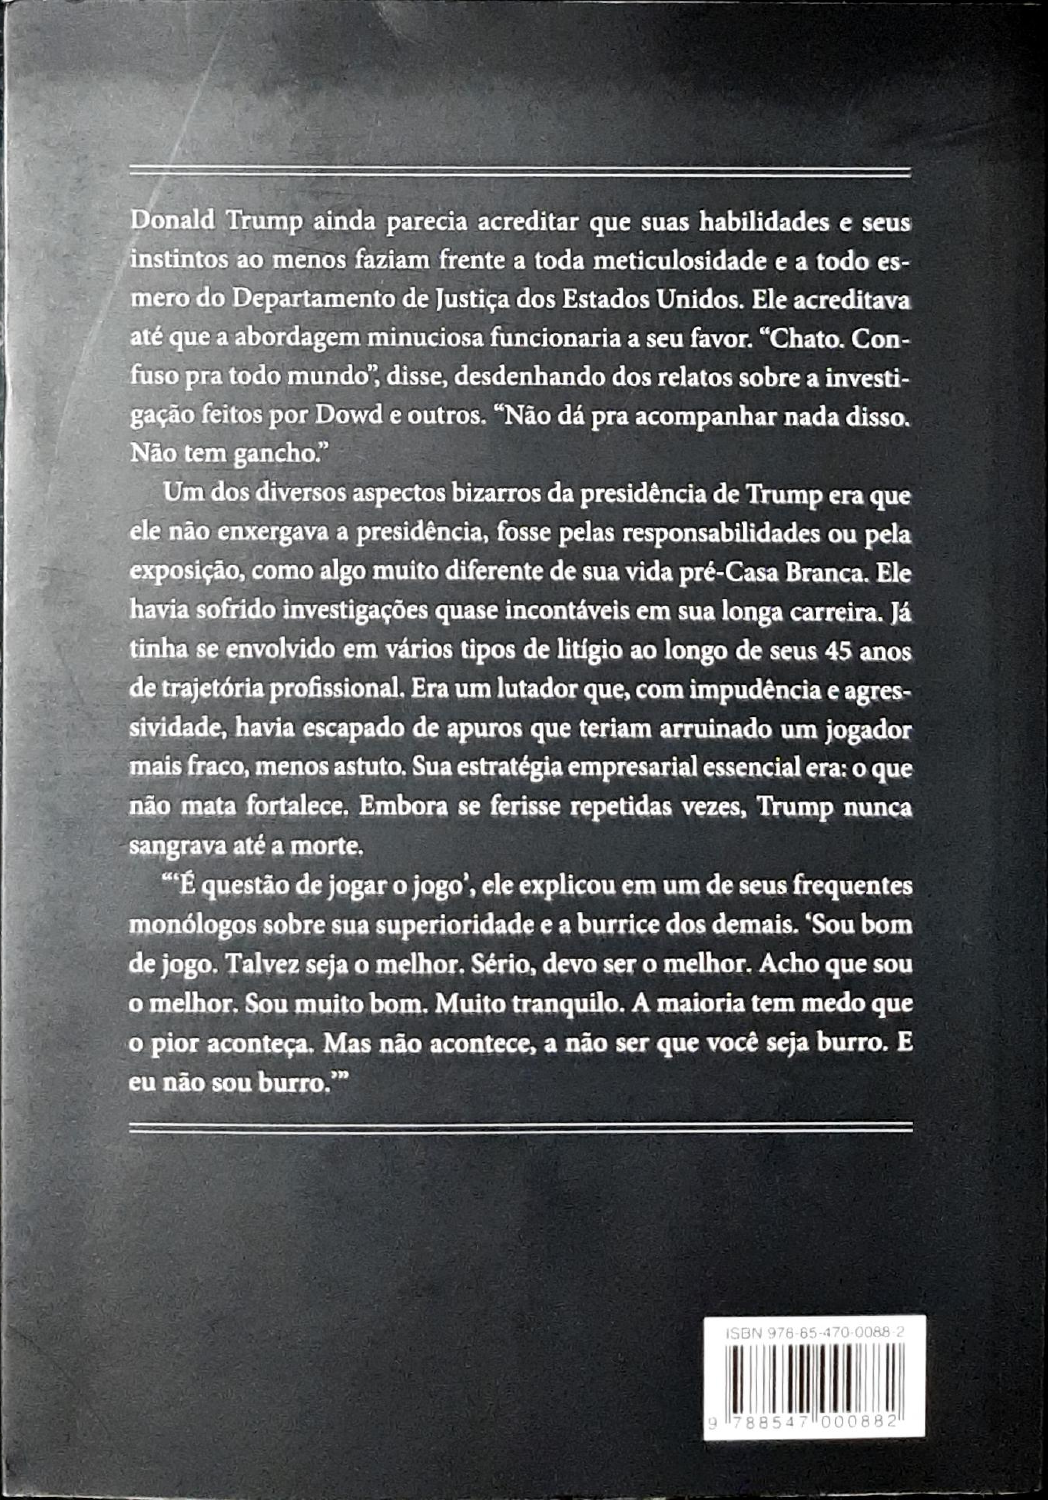 Donald Trump ainda parecia acreditar que suas habilidades e seus
instintos ao menos faziam frente a toda meticulosidade e a todo es-
mero do Departamento de Justiça dos Estados Unidos. Ele acreditava
até que a abordagem minuciosa funcionaria a seu favor. “Chato. Con-
fuso pra todo mundo”, disse, desdenhando dos relatos sobre a investi-
gação feitos por Dowd e outros. “Não dá pra acompanhar nada disso.
Não tem gancho.”
Um dos diversos aspectos bizarros da presidência de Trump era que
ele não enxergava a presidência, fosse pelas responsabilidades ou pela
exposição, como algo muito diferente de sua vida pré-Casa Branca. Ele
havia sofrido investigações quase incontáveis em sua longa carreira. Já
tinha se envolvido em vários tipos de litígio ao longo de seus 45 anos
de trajetória profissional. Era um lutador que, com impudência e agres-
sividade, havia escapado de apuros que teriam arruinado um jogador
mais fraco, menos astuto. Sua estratégia empresarial essencial era: o que
não mata fortalece. Embora se ferisse repetidas vezes, Trump nunca
sangrava até a morte.
“‘É questão de jogar o jogo’, ele explicou em um de seus frequentes
monólogos sobre sua superioridade e a burrice dos demais. ‘Sou bom
de jogo. Talvez seja o melhor. Sério, devo ser o melhor. Acho que sou
o melhor. Sou muito bom. Muito tranquilo. A maioria tem medo que
o pior aconteça. Mas não acontece, a não ser que você seja burro. E
eu não sou burro.’”
ISBN 978-85-470-0088-2
9 788547 000882